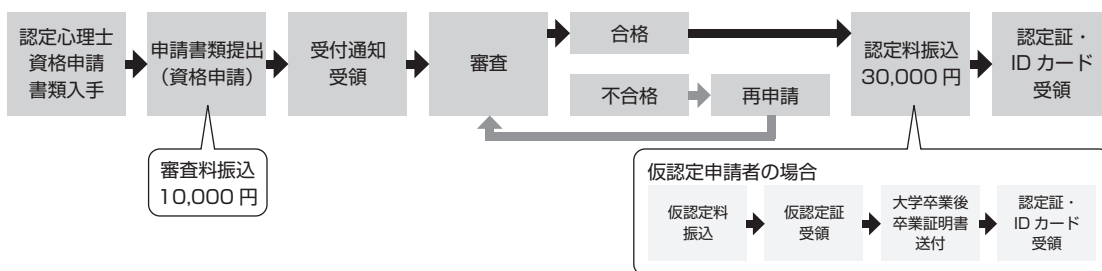 認定心理士
資格申請
書類入手
申請書類提出
（資格申請）
受付通知
受領
審査
合格
不合格
再申請
認定料振込
30,000 円
認定証・
ID カード
受領
審査料振込
10,000 円
仮認定申請者の場合
仮認定料
振込
仮認定証
受領
大学卒業後
卒業証明書
送付
認定証・
ID カード
受領